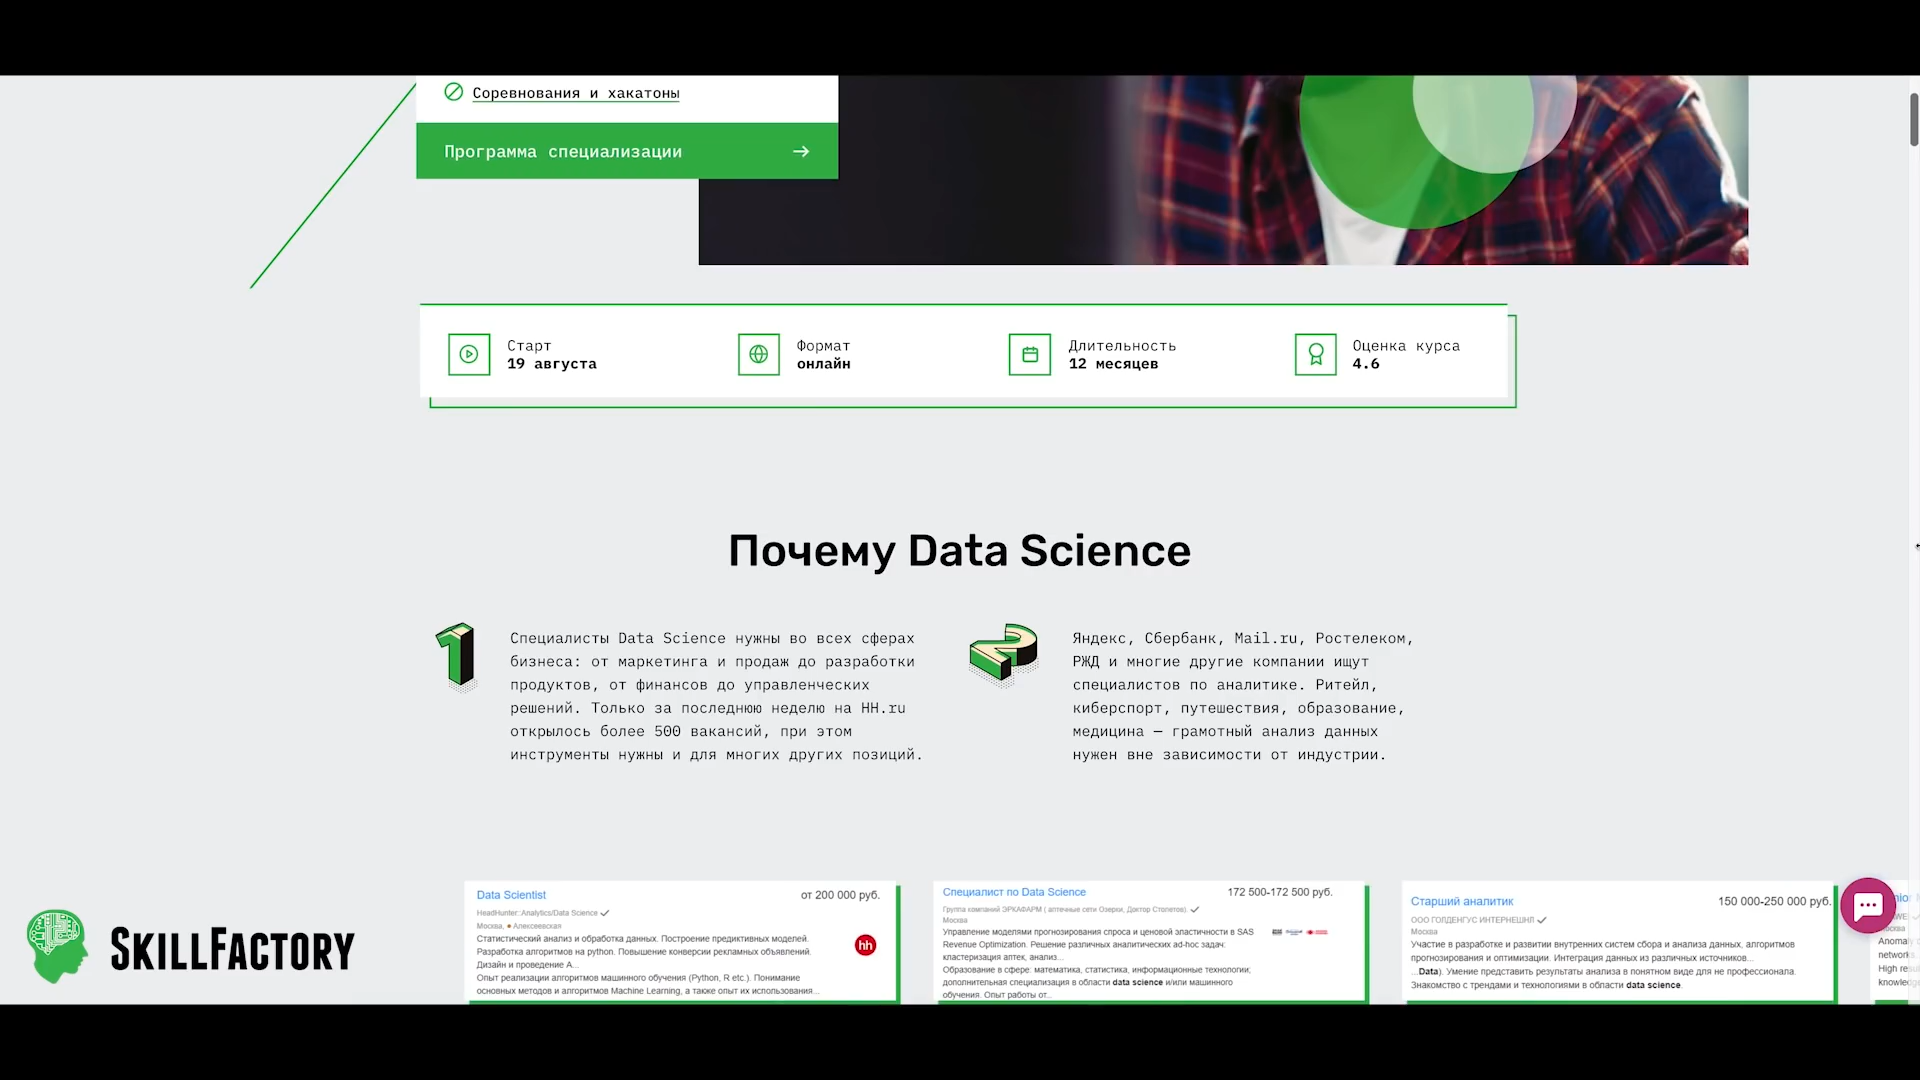 Соревнования и хакатоны
Программа специализации
Старт
19 августа
Формат
онлайн
Длительность
12 месяцев
Оценка курса
4.6
Почему Data Science
1
Специалисты Data Science нужны во всех сферах
бизнеса: от маркетинга и продаж до разработки
продуктов, от финансов до управленческих
решений. Только за последнюю неделю на HH.ru
открылось более 500 вакансий, при этом
инструменты нужны и для многих других позиций.
2
Яндекс, Сбербанк, Mail.ru, Ростелеком,
РЖД и многие другие компании ищут
специалистов по аналитике. Ритейл,
киберспорт, путешествия, образование,
медицина — грамотный анализ данных
нужен вне зависимости от индустрии.
SKILLFACTORY
Data Scientist
от 200 000 руб.
HeadHunter::Analytics/Data Science
Москва, Алексеевская
Статистический анализ и обработка данных. Построение предиктивных моделей.
Разработка алгоритмов на python. Повышение конверсии рекламных объявлений.
Дизайн и проведение А...
Опыт реализации алгоритмов машинного обучения (Python, R etc.). Понимание
основных методов и алгоритмов Machine Learning, а также опыт их использования...
hh
Специалист по Data Science
172 500-172 500 руб.
Группа компаний ЭРКАФАРМ ( аптечные сети Озерки, Доктор Столетов).
Москва
Управление моделями прогнозирования спроса и ценовой эластичности в SAS
Revenue Optimization. Решение различных аналитических ad-hoc задач:
кластеризация аптек, анализ...
Образование в сфере: математика, статистика, информационные технологии,
дополнительная специализация в области data science и/или машинного
обучения. Опыт работы от...
Старший аналитик
150 000-250 000 руб.
ООО ГОЛДЕНГУС ИНТЕРНЕШНЛ
Москва
Участие в разработке и развитии внутренних систем сбора и анализа данных, алгоритмов
прогнозирования и оптимизации. Интеграция данных из различных источников...
...Data). Умение представить результаты анализа в понятном виде для не профессионала.
Знакомство с трендами и технологиями в области data science.